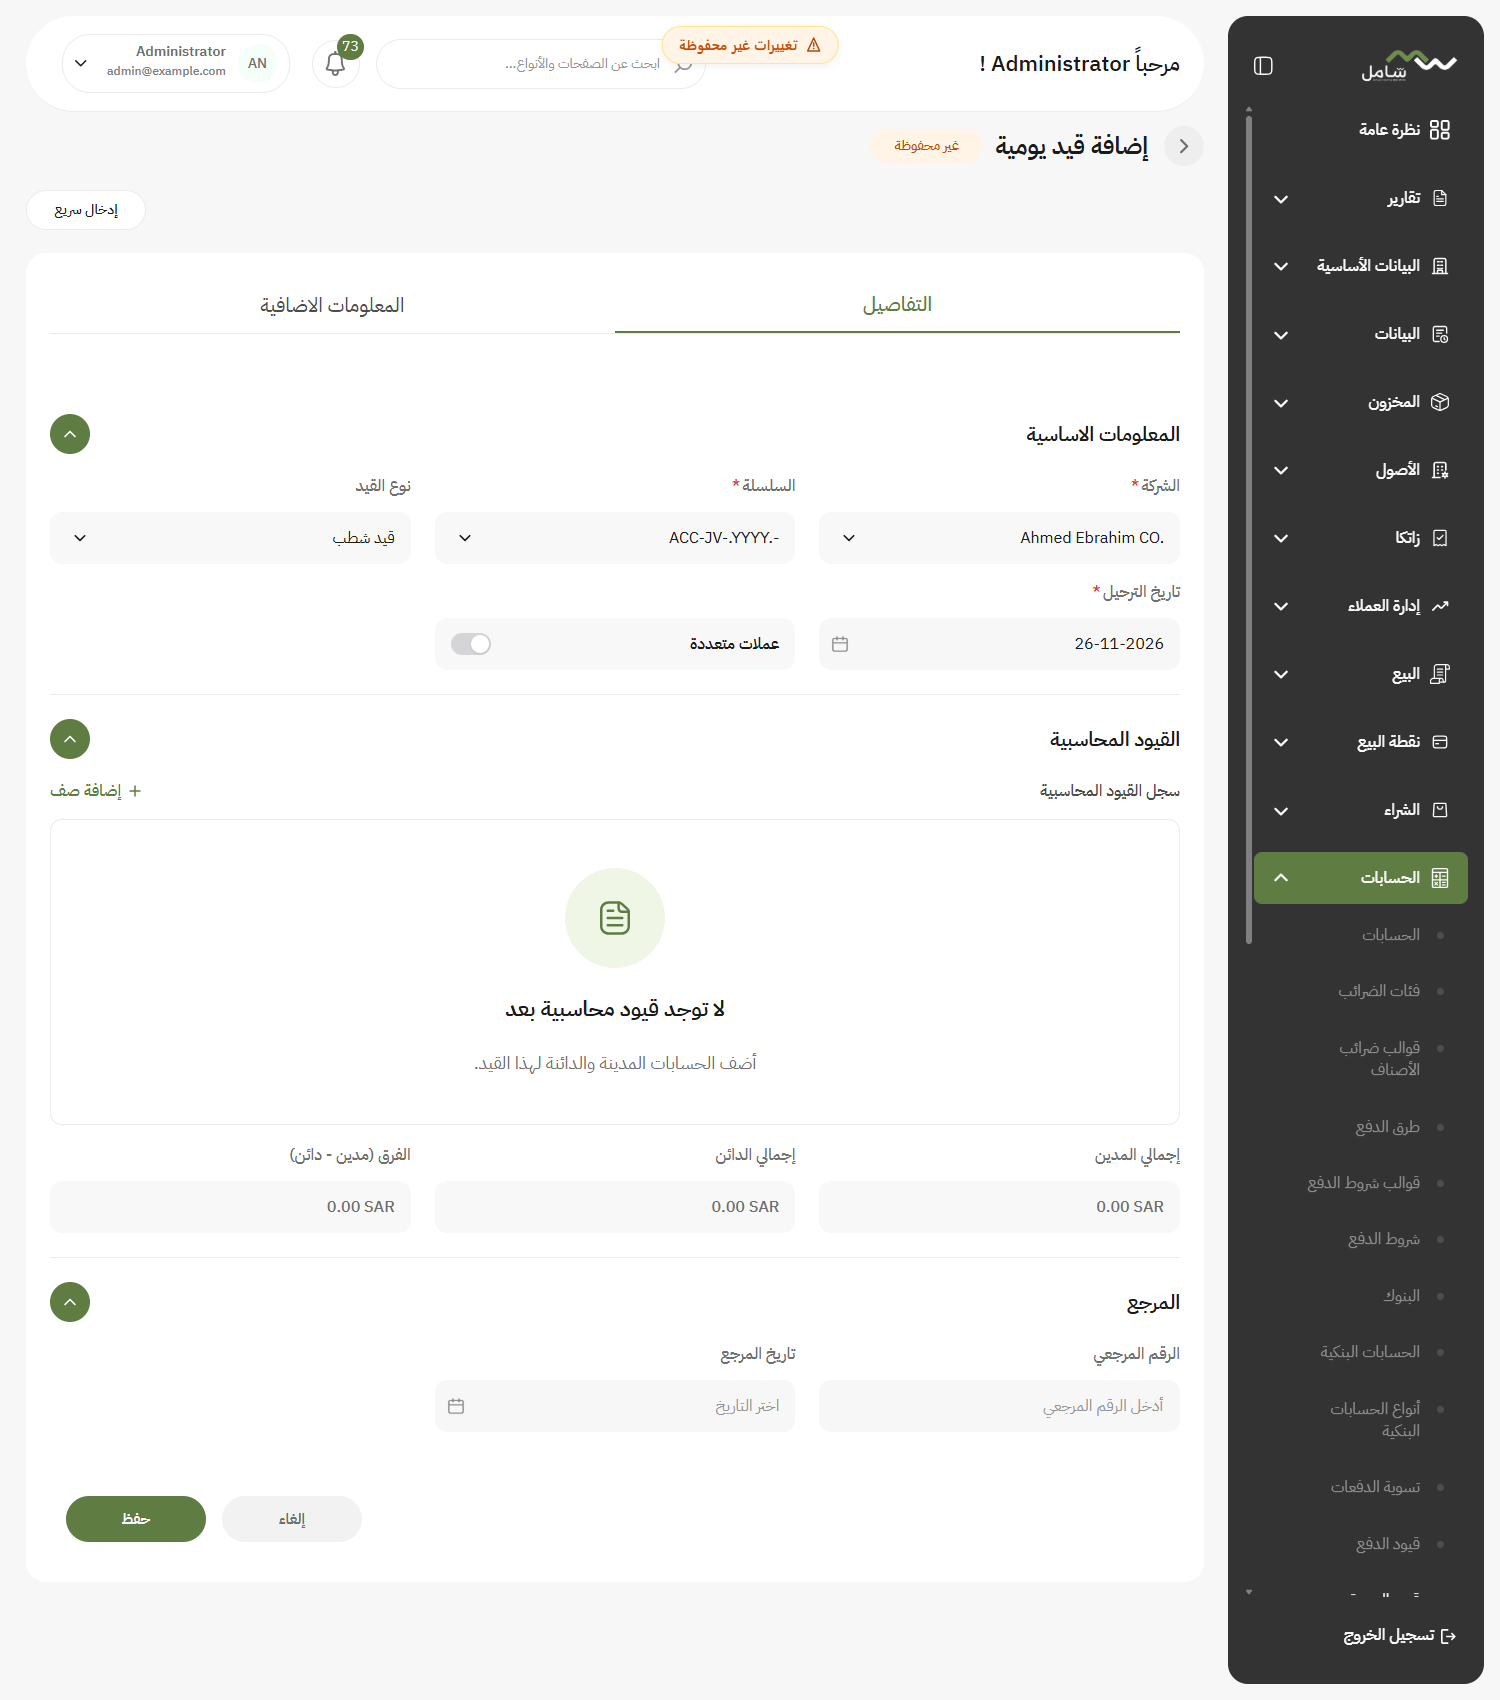 شامل
نظرة عامة
تقارير
البيانات الأساسية
البيانات
المخزون
الأصول
زاتكا
إدارة العملاء
البيع
نقطة البيع
الشراء
الحسابات
الحسابات
فئات الضرائب
قوالب ضرائب
الأصناف
طرق الدفع
قوالب شروط الدفع
شروط الدفع
البنوك
الحسابات البنكية
أنواع الحسابات
البنكية
تسوية الدفعات
قيود الدفع
تسجيل الخروج
مرحباً Administrator !
تغييرات غير محفوظة
ابحث عن الصفحات والأنواع...
73
AN
Administrator
admin@example.com
إضافة قيد يومية
غير محفوظة
إدخال سريع
التفاصيل
المعلومات الاضافية
المعلومات الاساسية
الشركة *
السلسلة *
نوع القيد
Ahmed Ebrahim CO.
ACC-JV-.YYYY.-
قيد شطب
تاريخ الترحيل *
26-11-2026
عملات متعددة
القيود المحاسبية
سجل القيود المحاسبية
إضافة صف
لا توجد قيود محاسبية بعد
أضف الحسابات المدينة والدائنة لهذا القيد.
إجمالي المدين
إجمالي الدائن
الفرق (مدين - دائن)
0.00 SAR
0.00 SAR
0.00 SAR
المرجع
الرقم المرجعي
تاريخ المرجع
أدخل الرقم المرجعي
اختر التاريخ
إلغاء
حفظ